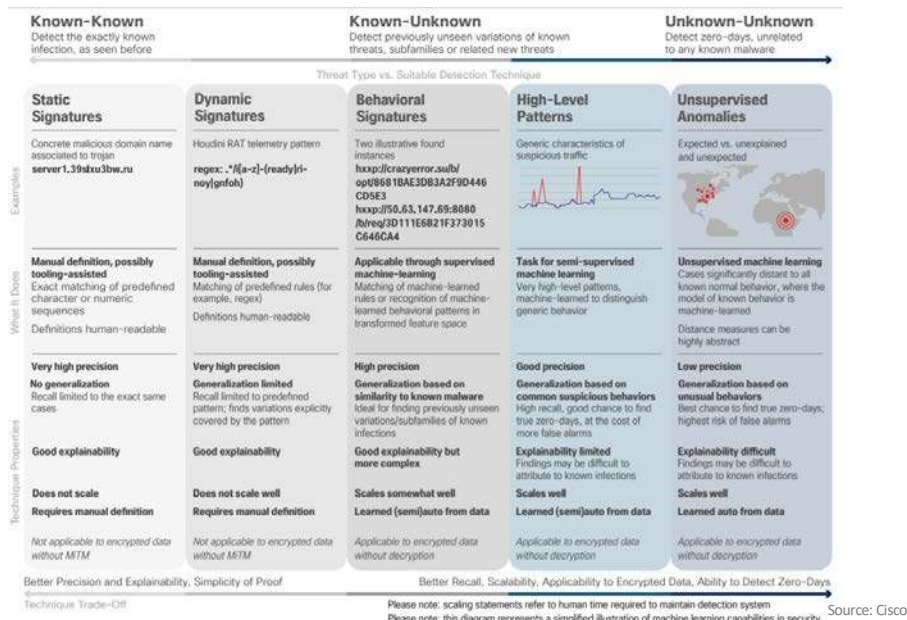 Known-Known
Detect the exactly known
infection, as seen before
Known-Unknown
Detect previously unseen variations of known
threats, subfamilies or related new threats
Unknown-Unknown
Detect zero-days, unrelated
to any known malware
Threat Type vs. Suitable Detection Technique
Static
Signatures
Dynamic
Signatures
Behavioral
Signatures
High-Level
Patterns
Unsupervised
Anomalies
Examples
Concrete malicious domain name
associated to trojan
Houdini RAT telemetry pattern
regex:
Two illustrative found
instances
hxxp://crazyerror.su/b/
opt/8681BAE3DB3A2F9D446
CD5E3
hxxp://50.63.147.69:8080
/b/req/3D111E6B21F373015
C646CA4
Generic characteristics of
suspicious traffic
Expected vs. unexplained
and unexpected
What It Does
Manual definition, possibly
tooling-assisted
Exact matching of predefined
character or numeric
sequences
Definitions human-readable
Manual definition, possibly
tooling-assisted
Matching of predefined rules (for
example, regex)
Definitions human-readable
Applicable through supervised
machine-learning
Matching of machine-learned
rules or recognition of machine-
learned behavioral patterns in
transformed feature space
Task for semi-supervised
machine learning
Very high-level patterns,
machine-learned to distinguish
generic behavior
Unsupervised machine learning
Cases significantly distant to all
known normal behavior, where the
model of known behavior is
machine-learned
Distance measures can be
highly abstract
Technique Properties
Very high precision
No generalization
Recall limited to the exact same
cases
Good explainability
Does not scale
Requires manual definition
Not applicable to encrypted data
without MiTM
Very high precision
Generalization limited
Recall limited to predefined
pattern; finds variations explicitly
covered by the pattern
Good explainability
Does not scale well
Requires manual definition
Not applicable to encrypted data
without MiTM
High precision
Generalization based on
similarity to known malware
Ideal for finding previously unseen
variations/subfamilies of known
infections
Good explainability but
more complex
Scales somewhat well
Learned (semi)auto from data
Applicable to encrypted data
without decryption
Good precision
Generalization based on
common suspicious behaviors
High recall, good chance to find
true zero-days, at the cost of
more false alarms
Explainability limited
Findings may be difficult to
attribute to known infections
Scales well
Learned (semi)auto from data
Applicable to encrypted data
without decryption
Low precision
Generalization based on
unusual behaviors
Best chance to find true zero-days;
highest risk of false alarms
Explainability difficult
Findings may be difficult to
attribute to known infections
Scales well
Learned auto from data
Applicable to encrypted data
without decryption
Better Precision and Explainability, Simplicity of Proof
Better Recall, Scalability, Applicability to Encrypted Data, Ability to Detect Zero-Days
Technique Trade-Off
Please note: scaling statements refer to human time required to maintain detection system
Please note: this diagram represents a simplified illustration of machine learning capabilities in security
Source: Cisco